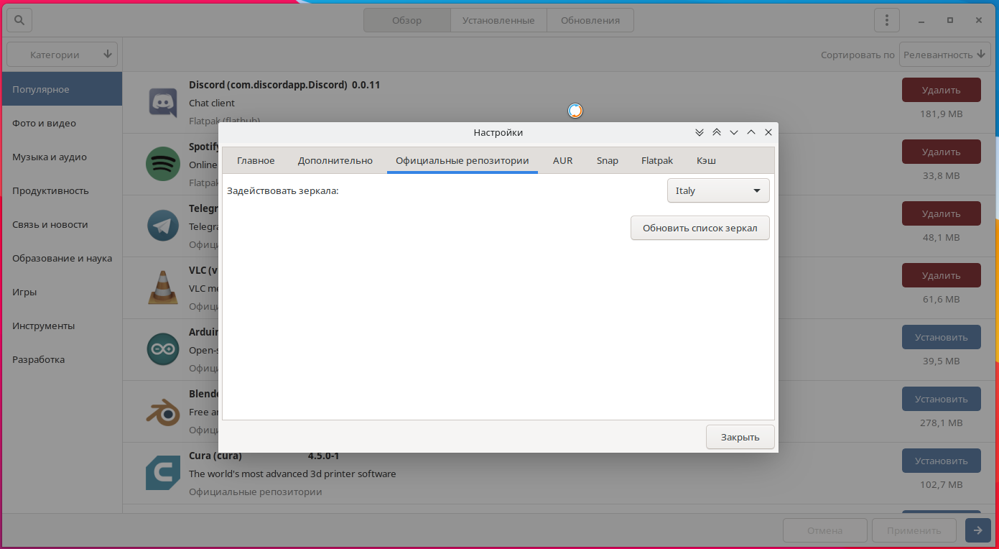 Обзор
Установленные
Обновления
Категории
Сортировать по
Релевантность
Популярное
Фото и видео
Музыка и аудио
Продуктивность
Связь и новости
Образование и наука
Игры
Инструменты
Разработка
Discord (com.discordapp.Discord) 0.0.11
Chat client
Flatpak (flathub)
Удалить
181,9 MB
Spotify
Online
Flatpak
Удалить
33,8 MB
Telegr
Telegra
Офици
Удалить
48,1 MB
VLC (v
VLC me
Офици
Удалить
61,6 MB
Arduin
Open-s
Офици
Установить
39,5 MB
Blende
Free an
Офици
Установить
278,1 MB
Cura (cura) 4.5.0-1
The world's most advanced 3d printer software
Официальные репозитории
Установить
102,7 MB
Настройки
Главное
Дополнительно
Официальные репозитории
AUR
Snap
Flatpak
Кэш
Задействовать зеркала:
Italy
Обновить список зеркал
Закрыть
Отмена
Применить